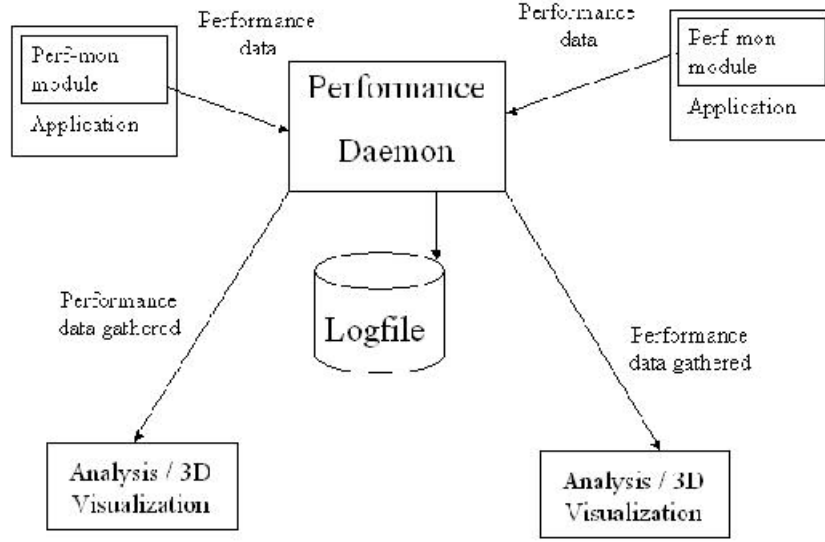 Performance
data
Performance
data
Perf-mon
module
Application
Perf mon
module
Application
Performance
Daemon
Logfile
Performance
data gathered
Performance
data gathered
Analysis / 3D
Visualization
Analysis / 3D
Visualization